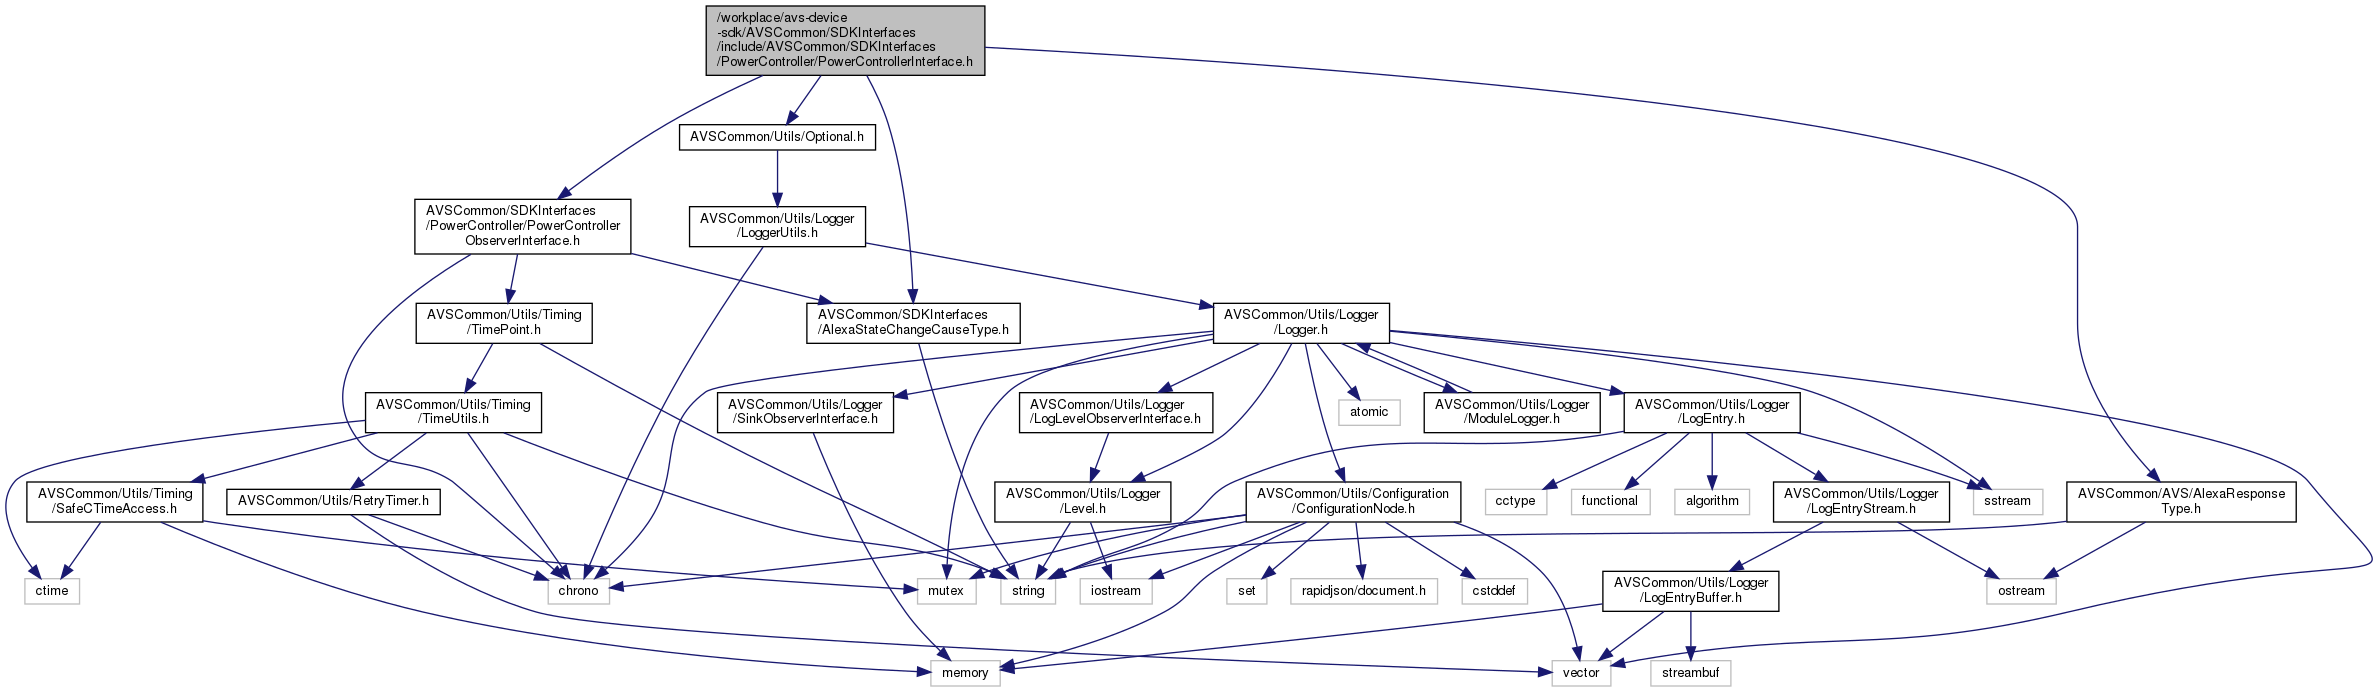 /workplace/avs-device
-sdk/AVSCommon/SDKInterfaces
/include/AVSCommon/SDKInterfaces
/PowerController/PowerControllerInterface.h
AVSCommon/Utils/Optional.h
AVSCommon/SDKInterfaces
/PowerController/PowerController
ObserverInterface.h
AVSCommon/Utils/Logger
/LoggerUtils.h
AVSCommon/Utils/Timing
/TimePoint.h
AVSCommon/SDKInterfaces
/AlexaStateChangeCauseType.h
AVSCommon/Utils/Logger
/Logger.h
AVSCommon/Utils/Timing
/TimeUtils.h
AVSCommon/Utils/Logger
/SinkObserverInterface.h
AVSCommon/Utils/Logger
/LogLevelObserverInterface.h
atomic
AVSCommon/Utils/Logger
/ModuleLogger.h
AVSCommon/Utils/Logger
/LogEntry.h
AVSCommon/Utils/Timing
/SafeCTimeAccess.h
AVSCommon/Utils/RetryTimer.h
AVSCommon/Utils/Logger
/Level.h
AVSCommon/Utils/Configuration
/ConfigurationNode.h
cctype
functional
algorithm
AVSCommon/Utils/Logger
/LogEntryStream.h
sstream
AVSCommon/AVS/AlexaResponse
Type.h
ctime
chrono
mutex
string
iostream
set
rapidjson/document.h
cstddef
AVSCommon/Utils/Logger
/LogEntryBuffer.h
ostream
memory
vector
streambuf